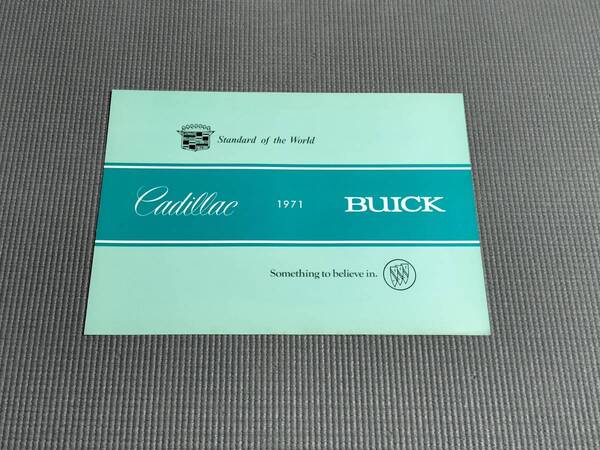 Standard of the World
Cadillac 1971 BUICK
Something to believe in.